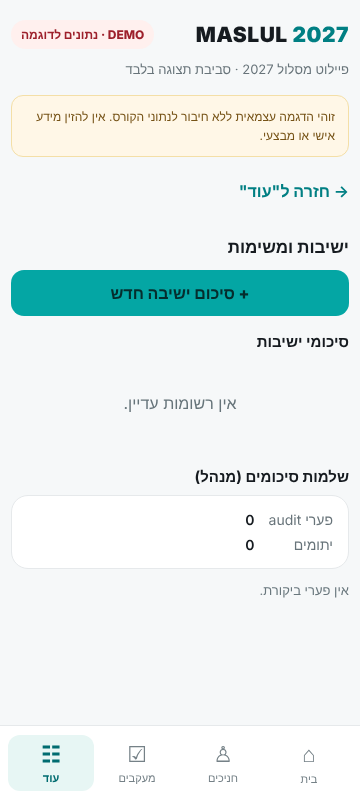 MASLUL 2027
DEMO · נתונים לדוגמה
פיילוט מסלול 2027 · סביבת תצוגה בלבד
זוהי הדגמה עצמאית ללא חיבור לנתוני הקורס. אין להזין מידע
אישי או מבצעי.
→ חזרה ל"עוד"
ישיבות ומשימות
+ סיכום ישיבה חדש
סיכומי ישיבות
אין רשומות עדיין.
שלמות סיכומים (מנהל)
פערי audit 0
יתומים 0
אין פערי ביקורת.
בית
חניכים
מעקבים
עוד